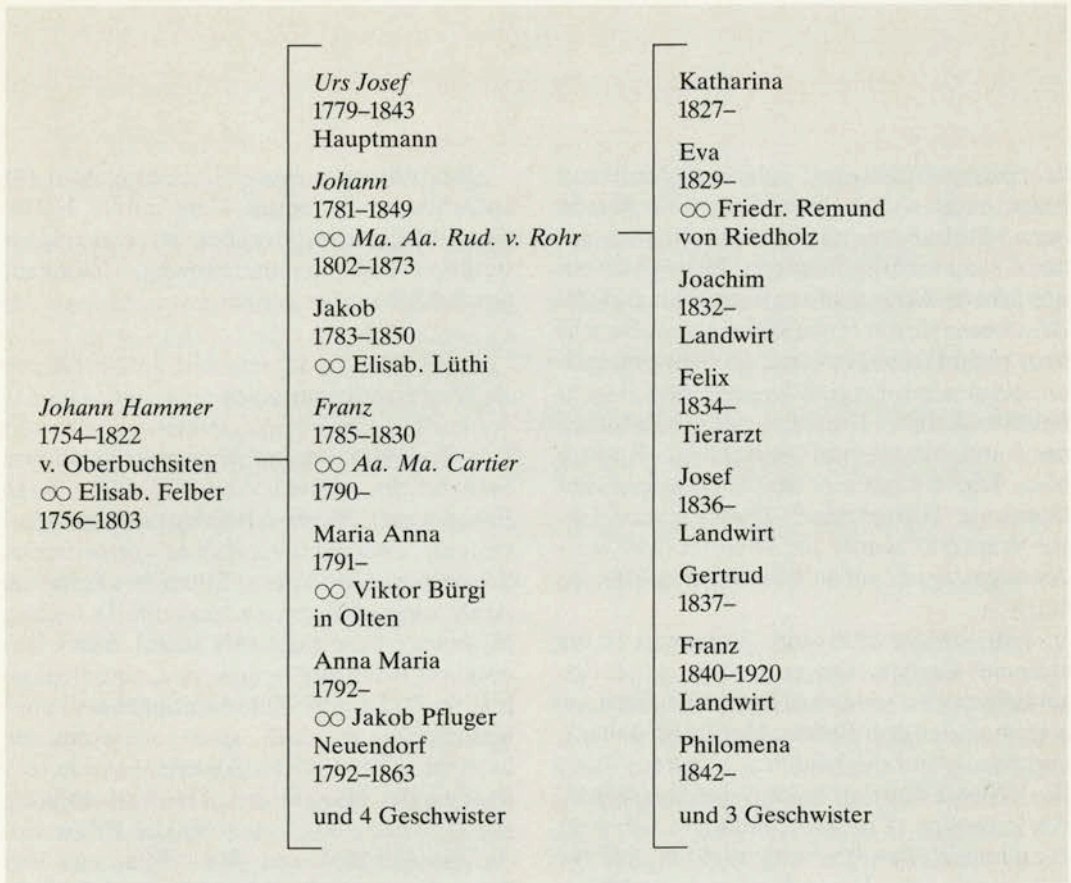 Johann Hammer
1754–1822
v. Oberbuchsiten
∞ Elisab. Felber
1756–1803
Urs Josef
1779–1843
Hauptmann
Johann
1781–1849
∞ Ma. Aa. Rud. v. Rohr
1802–1873
Jakob
1783–1850
∞ Elisab. Lüthi
Franz
1785–1830
∞ Aa. Ma. Cartier
1790–
Maria Anna
1791–
∞ Viktor Bürgi
in Olten
Anna Maria
1792–
∞ Jakob Pfluger
Neuendorf
1792–1863
und 4 Geschwister
Katharina
1827–
Eva
1829–
∞ Friedr. Remund
von Riedholz
Joachim
1832–
Landwirt
Felix
1834–
Tierarzt
Josef
1836–
Landwirt
Gertrud
1837–
Franz
1840–1920
Landwirt
Philomena
1842–
und 3 Geschwister